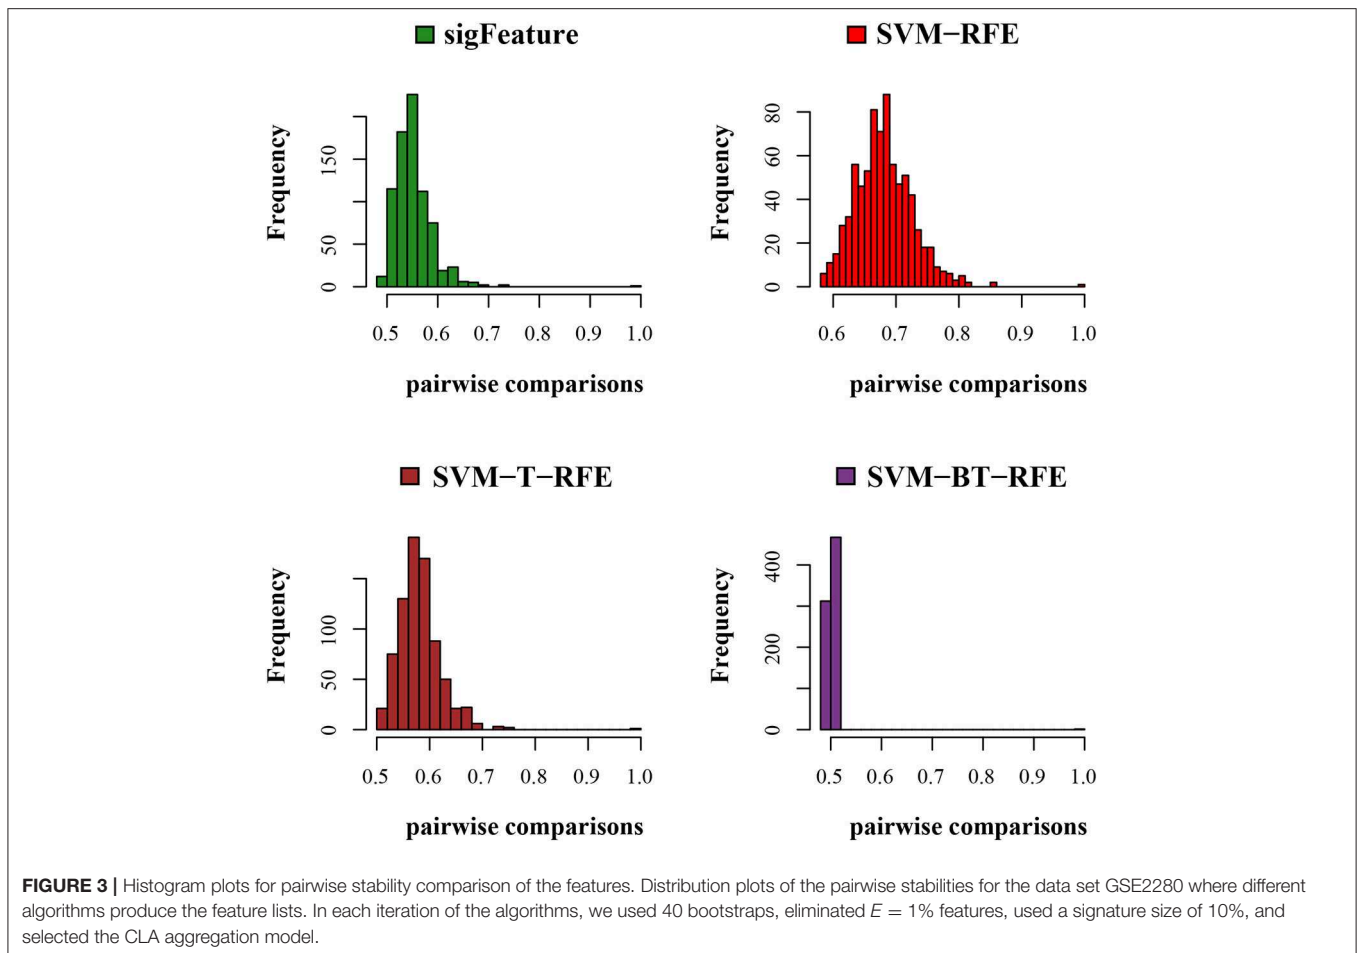 sigFeature
Frequency
0
50
150
0.5 0.6 0.7 0.8 0.9 1.0
pairwise comparisons
SVM−RFE
Frequency
0
20
40
60
80
0.6 0.7 0.8 0.9 1.0
pairwise comparisons
SVM−T−RFE
Frequency
0
50
100
0.5 0.6 0.7 0.8 0.9 1.0
pairwise comparisons
SVM−BT−RFE
Frequency
0
200
400
0.5 0.6 0.7 0.8 0.9 1.0
pairwise comparisons
FIGURE 3 | Histogram plots for pairwise stability comparison of the features. Distribution plots of the pairwise stabilities for the data set GSE2280 where different
algorithms produce the feature lists. In each iteration of the algorithms, we used 40 bootstraps, eliminated E = 1% features, used a signature size of 10%, and
selected the CLA aggregation model.